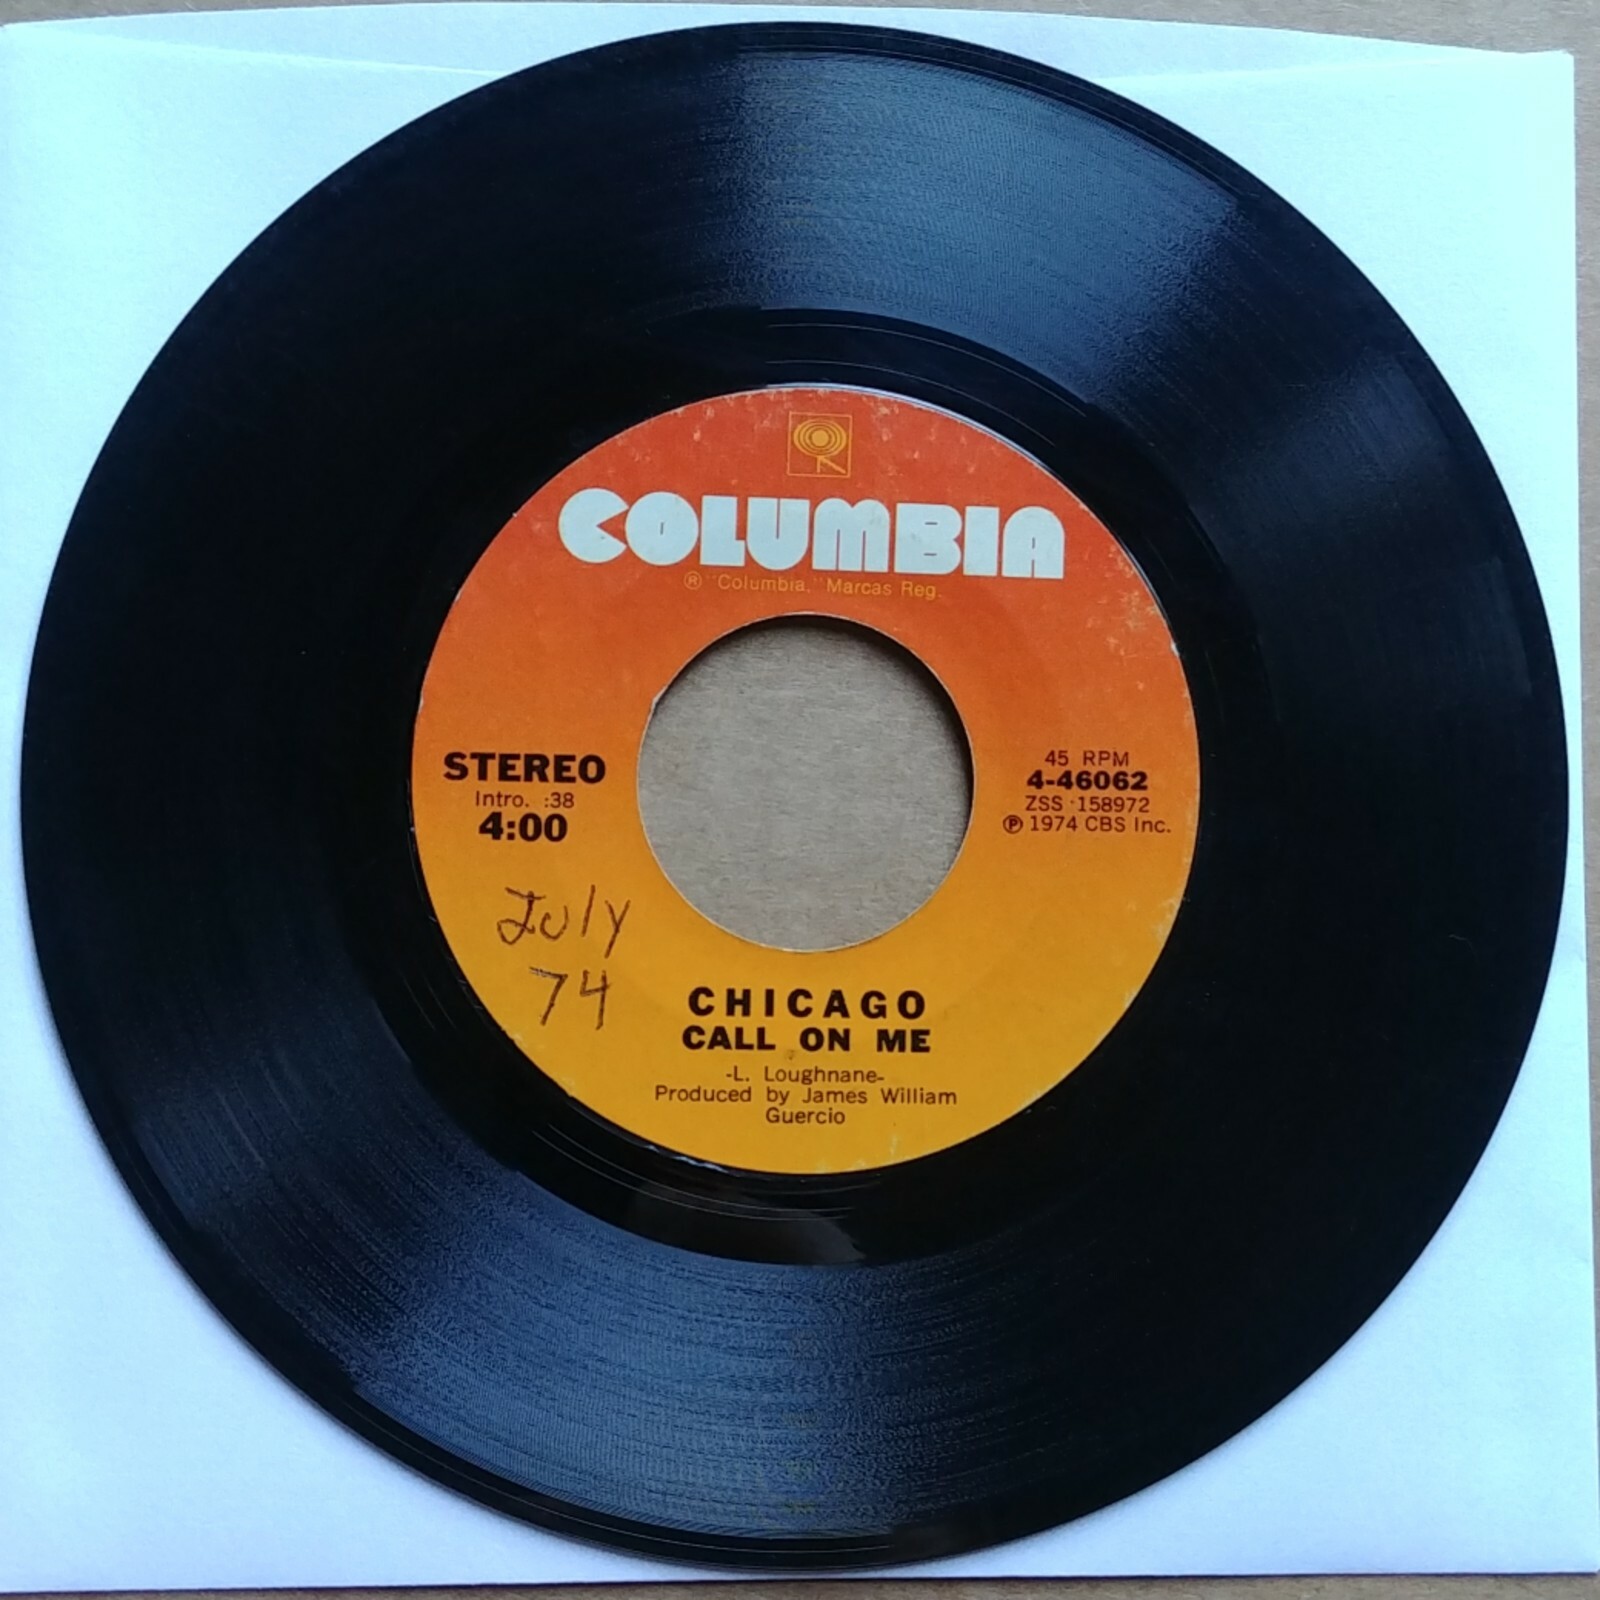 COLUMBIA
® "Columbia," Marcas Reg.
STEREO
Intro. :38
4:00
45 RPM
4-46062
ZSS 158972
℗ 1974 CBS Inc.
July
74
CHICAGO
CALL ON ME
-L. Loughnane-
Produced by James William
Guercio